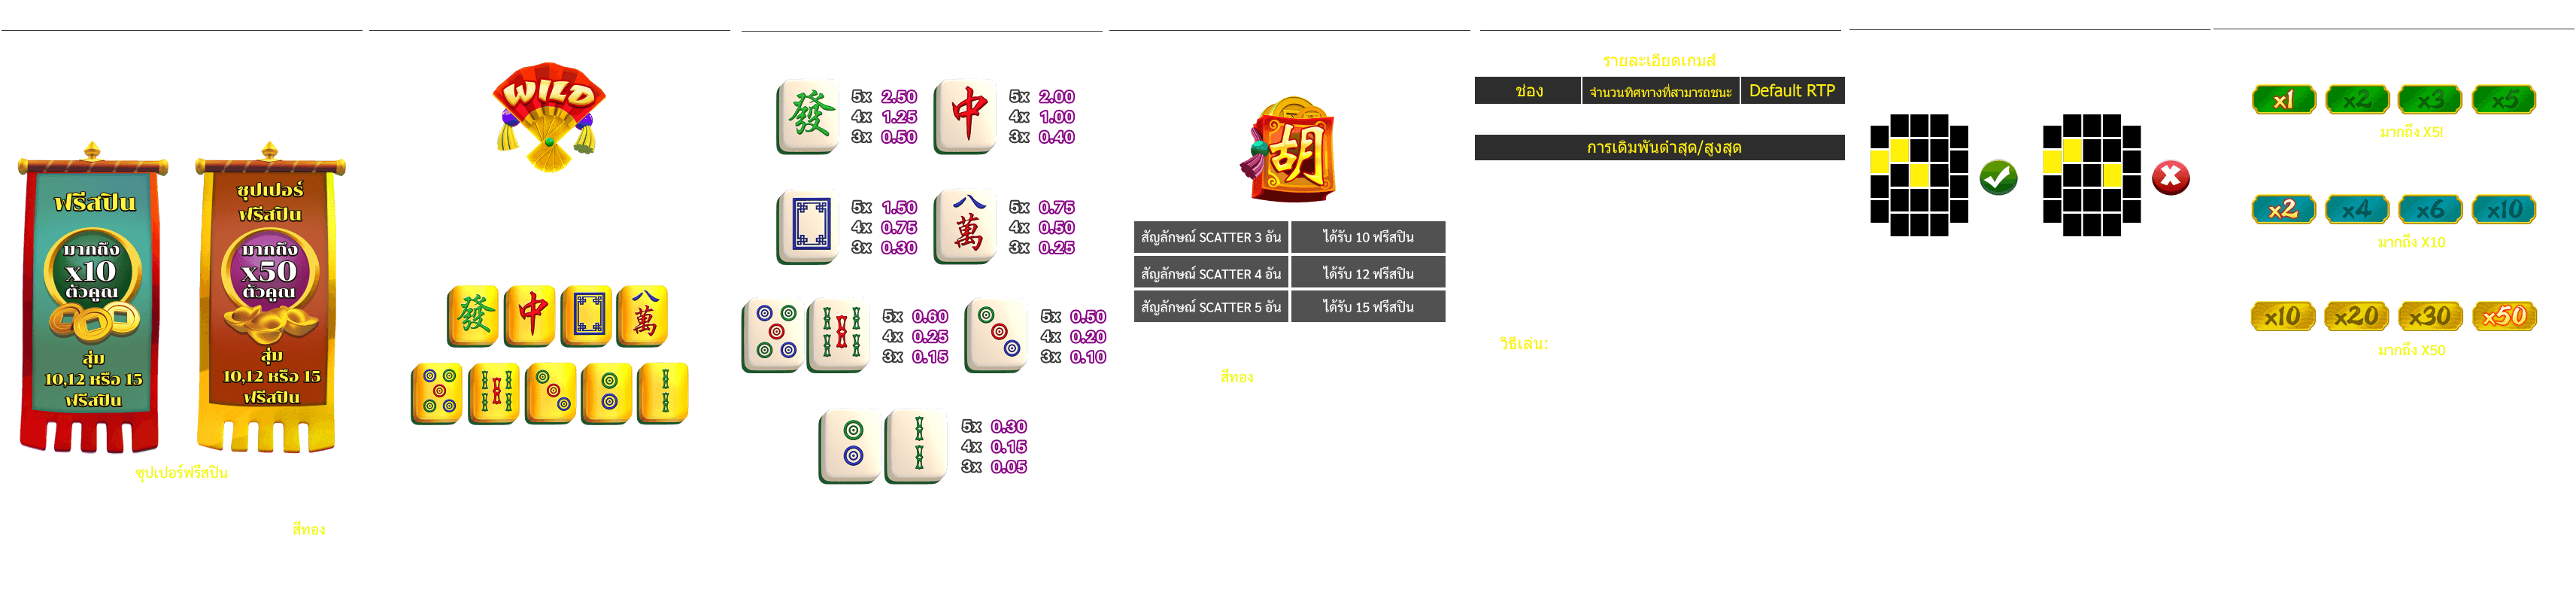 ฟรีสปิน
มากถึง
x10
ตัวคูณ
สุ่ม
10,12 หรือ 15
ฟรีสปิน
ซุปเปอร์
ฟรีสปิน
มากถึง
x50
ตัวคูณ
สุ่ม
10,12 หรือ 15
ฟรีสปิน
ซุปเปอร์ฟรีสปิน
สีทอง
WILD
發 中 八萬
發
5x 2.50
4x 1.25
3x 0.50
中
5x 2.00
4x 1.00
3x 0.40
5x 1.50
4x 0.75
3x 0.30
八
萬
5x 0.75
4x 0.50
3x 0.25
5x 0.60
4x 0.25
3x 0.15
5x 0.50
4x 0.20
3x 0.10
5x 0.30
4x 0.15
3x 0.05
胡
สัญลักษณ์ SCATTER 3 อัน ได้รับ 10 ฟรีสปิน
สัญลักษณ์ SCATTER 4 อัน ได้รับ 12 ฟรีสปิน
สัญลักษณ์ SCATTER 5 อัน ได้รับ 15 ฟรีสปิน
สีทอง
รายละเอียดเกมส์
ช่อง จำนวนทิศทางที่สามารถชนะ Default RTP
การเดิมพันต่ำสุด/สูงสุด
วิธีเล่น:
x1 x2 x3 x5
มากถึง X5!
x2 x4 x6 x10
มากถึง X10
x10 x20 x30 x50
มากถึง X50